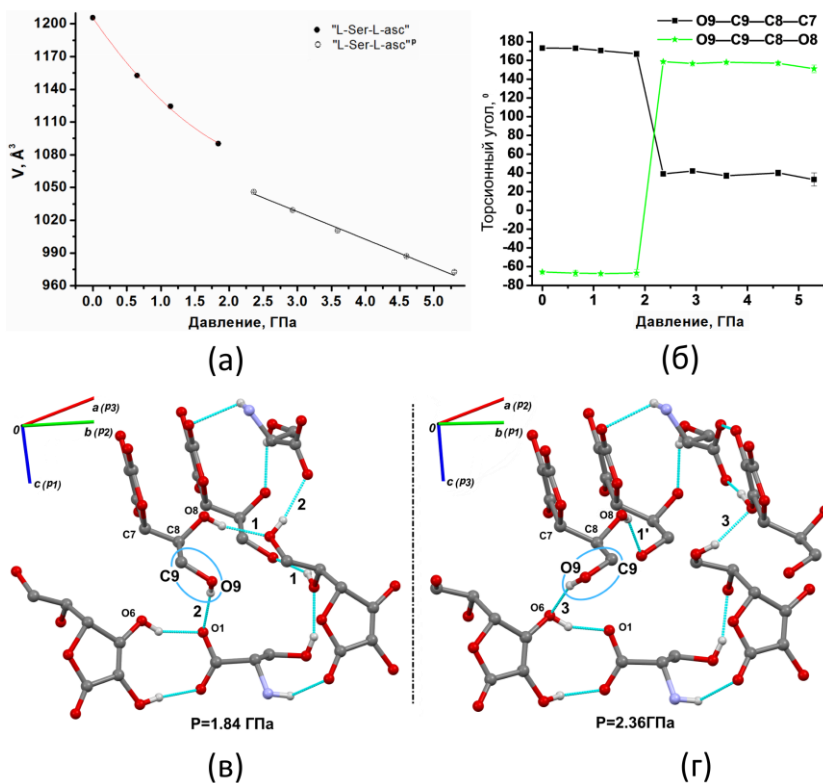 "L-Ser-L-asc"
"L-Ser-L-asc"ᵖ
V, Å³
1200
1170
1140
1110
1080
1050
1020
990
960
0.0 0.5 1.0 1.5 2.0 2.5 3.0 3.5 4.0 4.5 5.0
Давление, ГПа
(а)
O9—C9—C8—C7
O9—C9—C8—O8
Торсионный угол, ⁰
180
160
140
120
100
80
60
40
20
0
-20
-40
-60
-80
0 1 2 3 4 5
Давление, ГПа
(б)
0
a (p3)
b (p2)
c (p1)
2
O8
1
C7
C8
C9
O9
1
2
O6
O1
P=1.84 ГПа
(в)
0
a (p2)
b (p1)
c (p3)
O8
3
C7
C8
1'
O9
C9
3
O6
O1
P=2.36ГПа
(г)